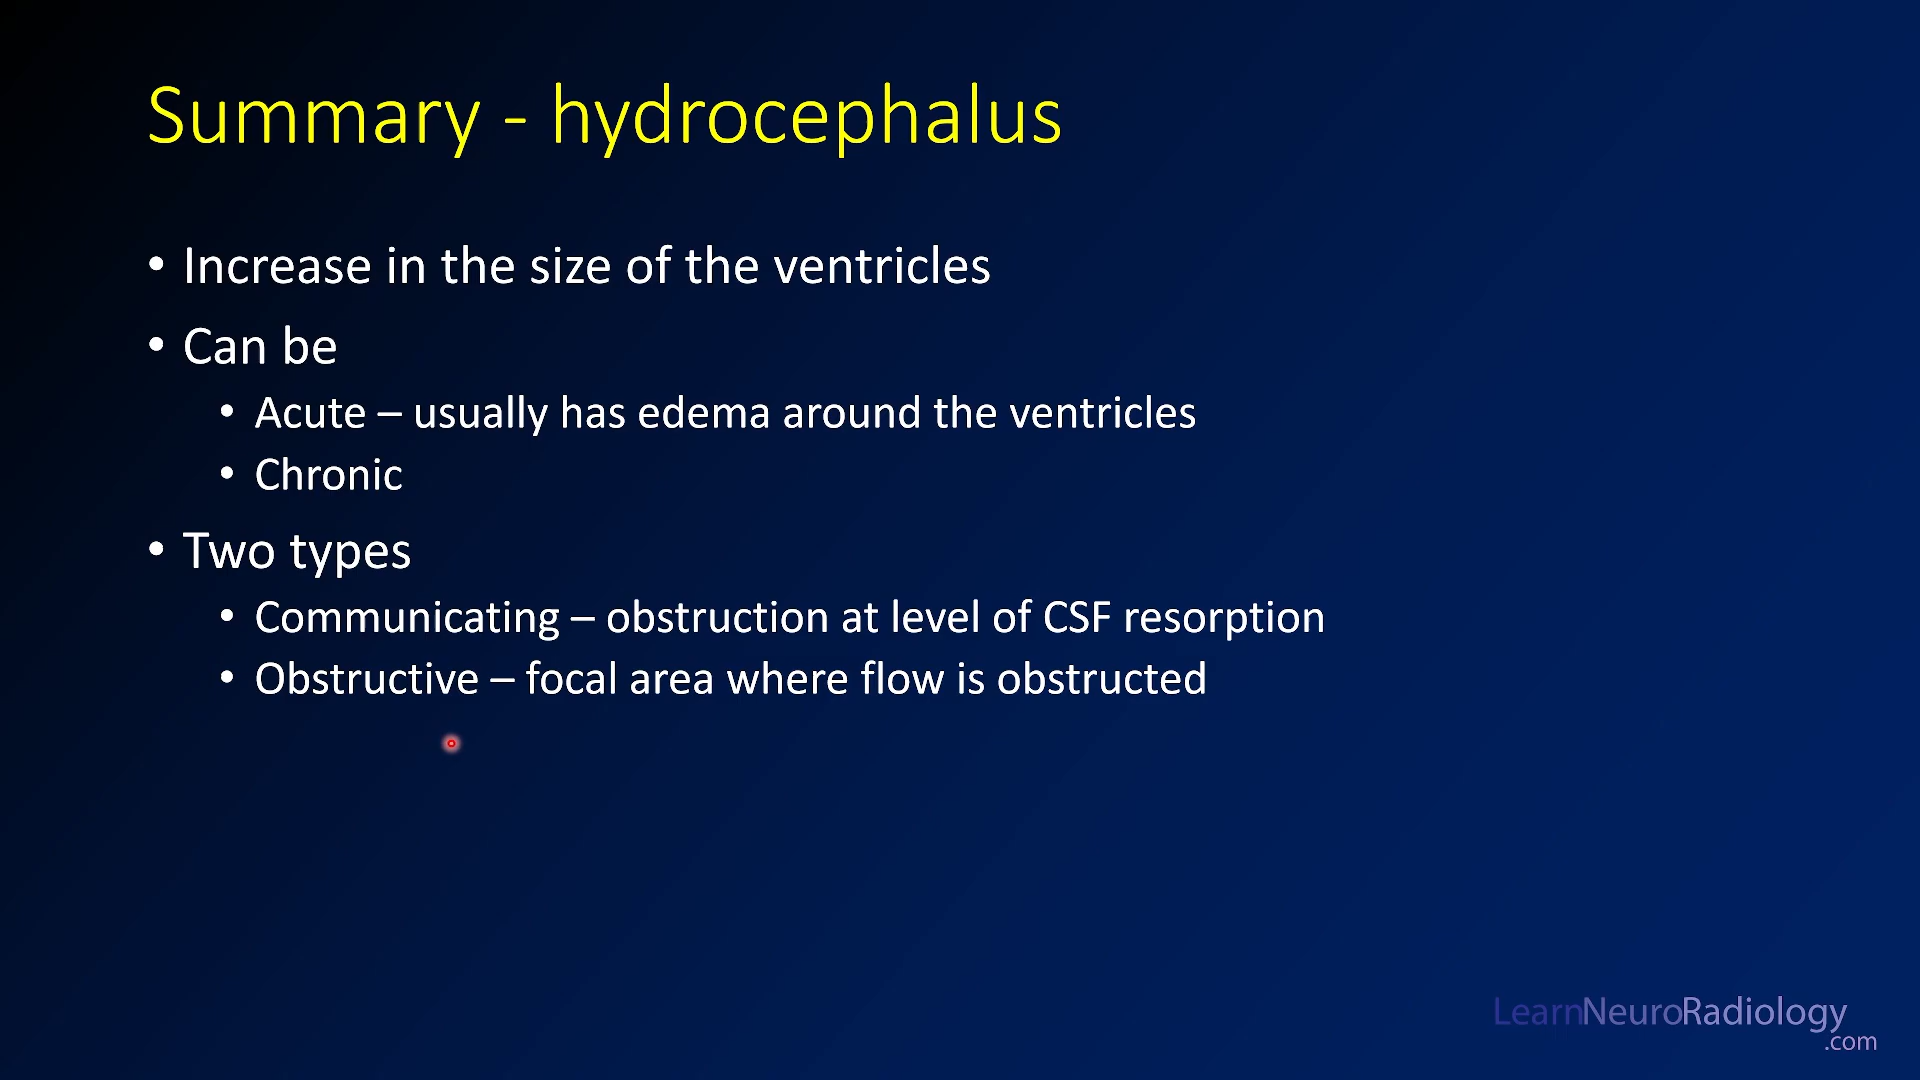 Summary - hydrocephalus
• Increase in the size of the ventricles
• Can be
• Acute – usually has edema around the ventricles
• Chronic
• Two types
• Communicating – obstruction at level of CSF resorption
• Obstructive – focal area where flow is obstructed
LearnNeuroRadiology
.com